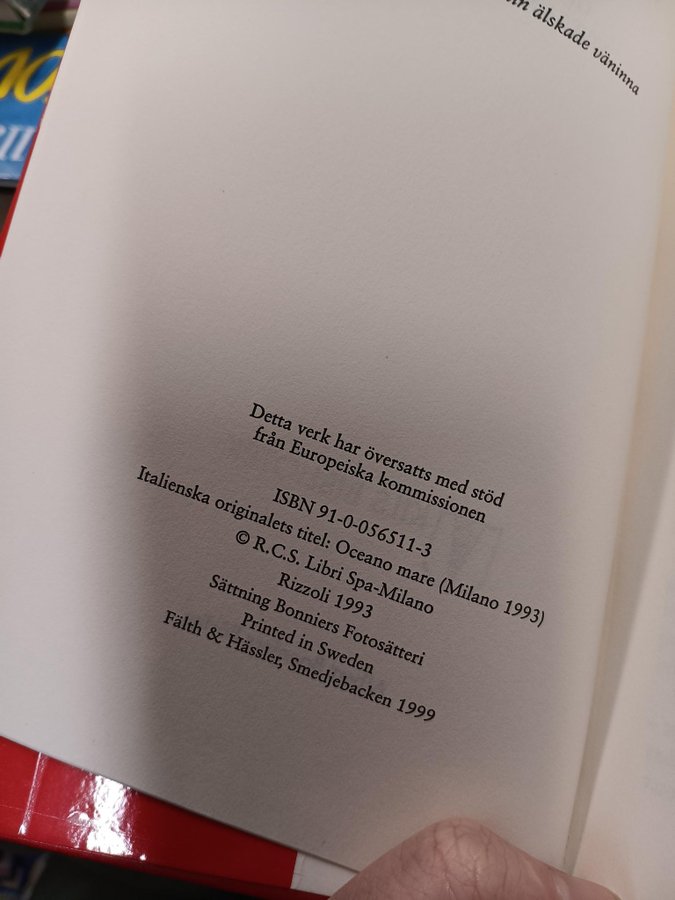 älskade väninna
Detta verk har översatts med stöd
från Europeiska kommissionen
ISBN 91-0-056511-3
Italienska originalets titel: Oceano mare (Milano 1993)
© R.C.S. Libri Spa-Milano
Rizzoli 1993
Sättning Bonniers Fotosätteri
Printed in Sweden
Fälth & Hässler, Smedjebacken 1999